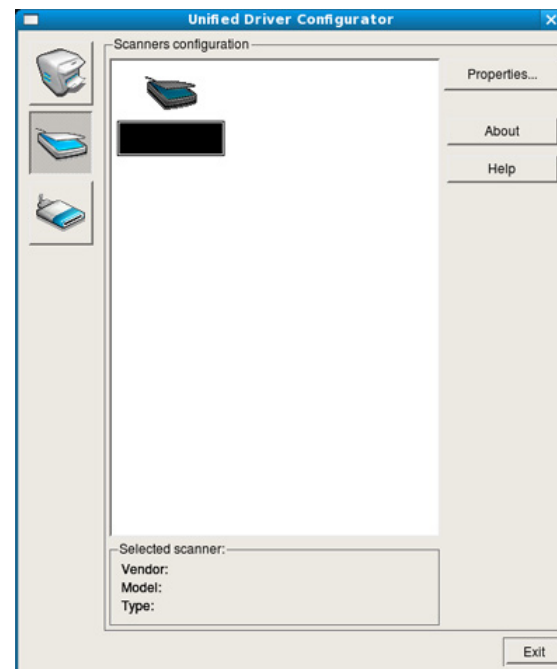 Unified Driver Configurator
Scanners configuration
Properties...
About
Help
Selected scanner:
Vendor:
Model:
Type:
Exit